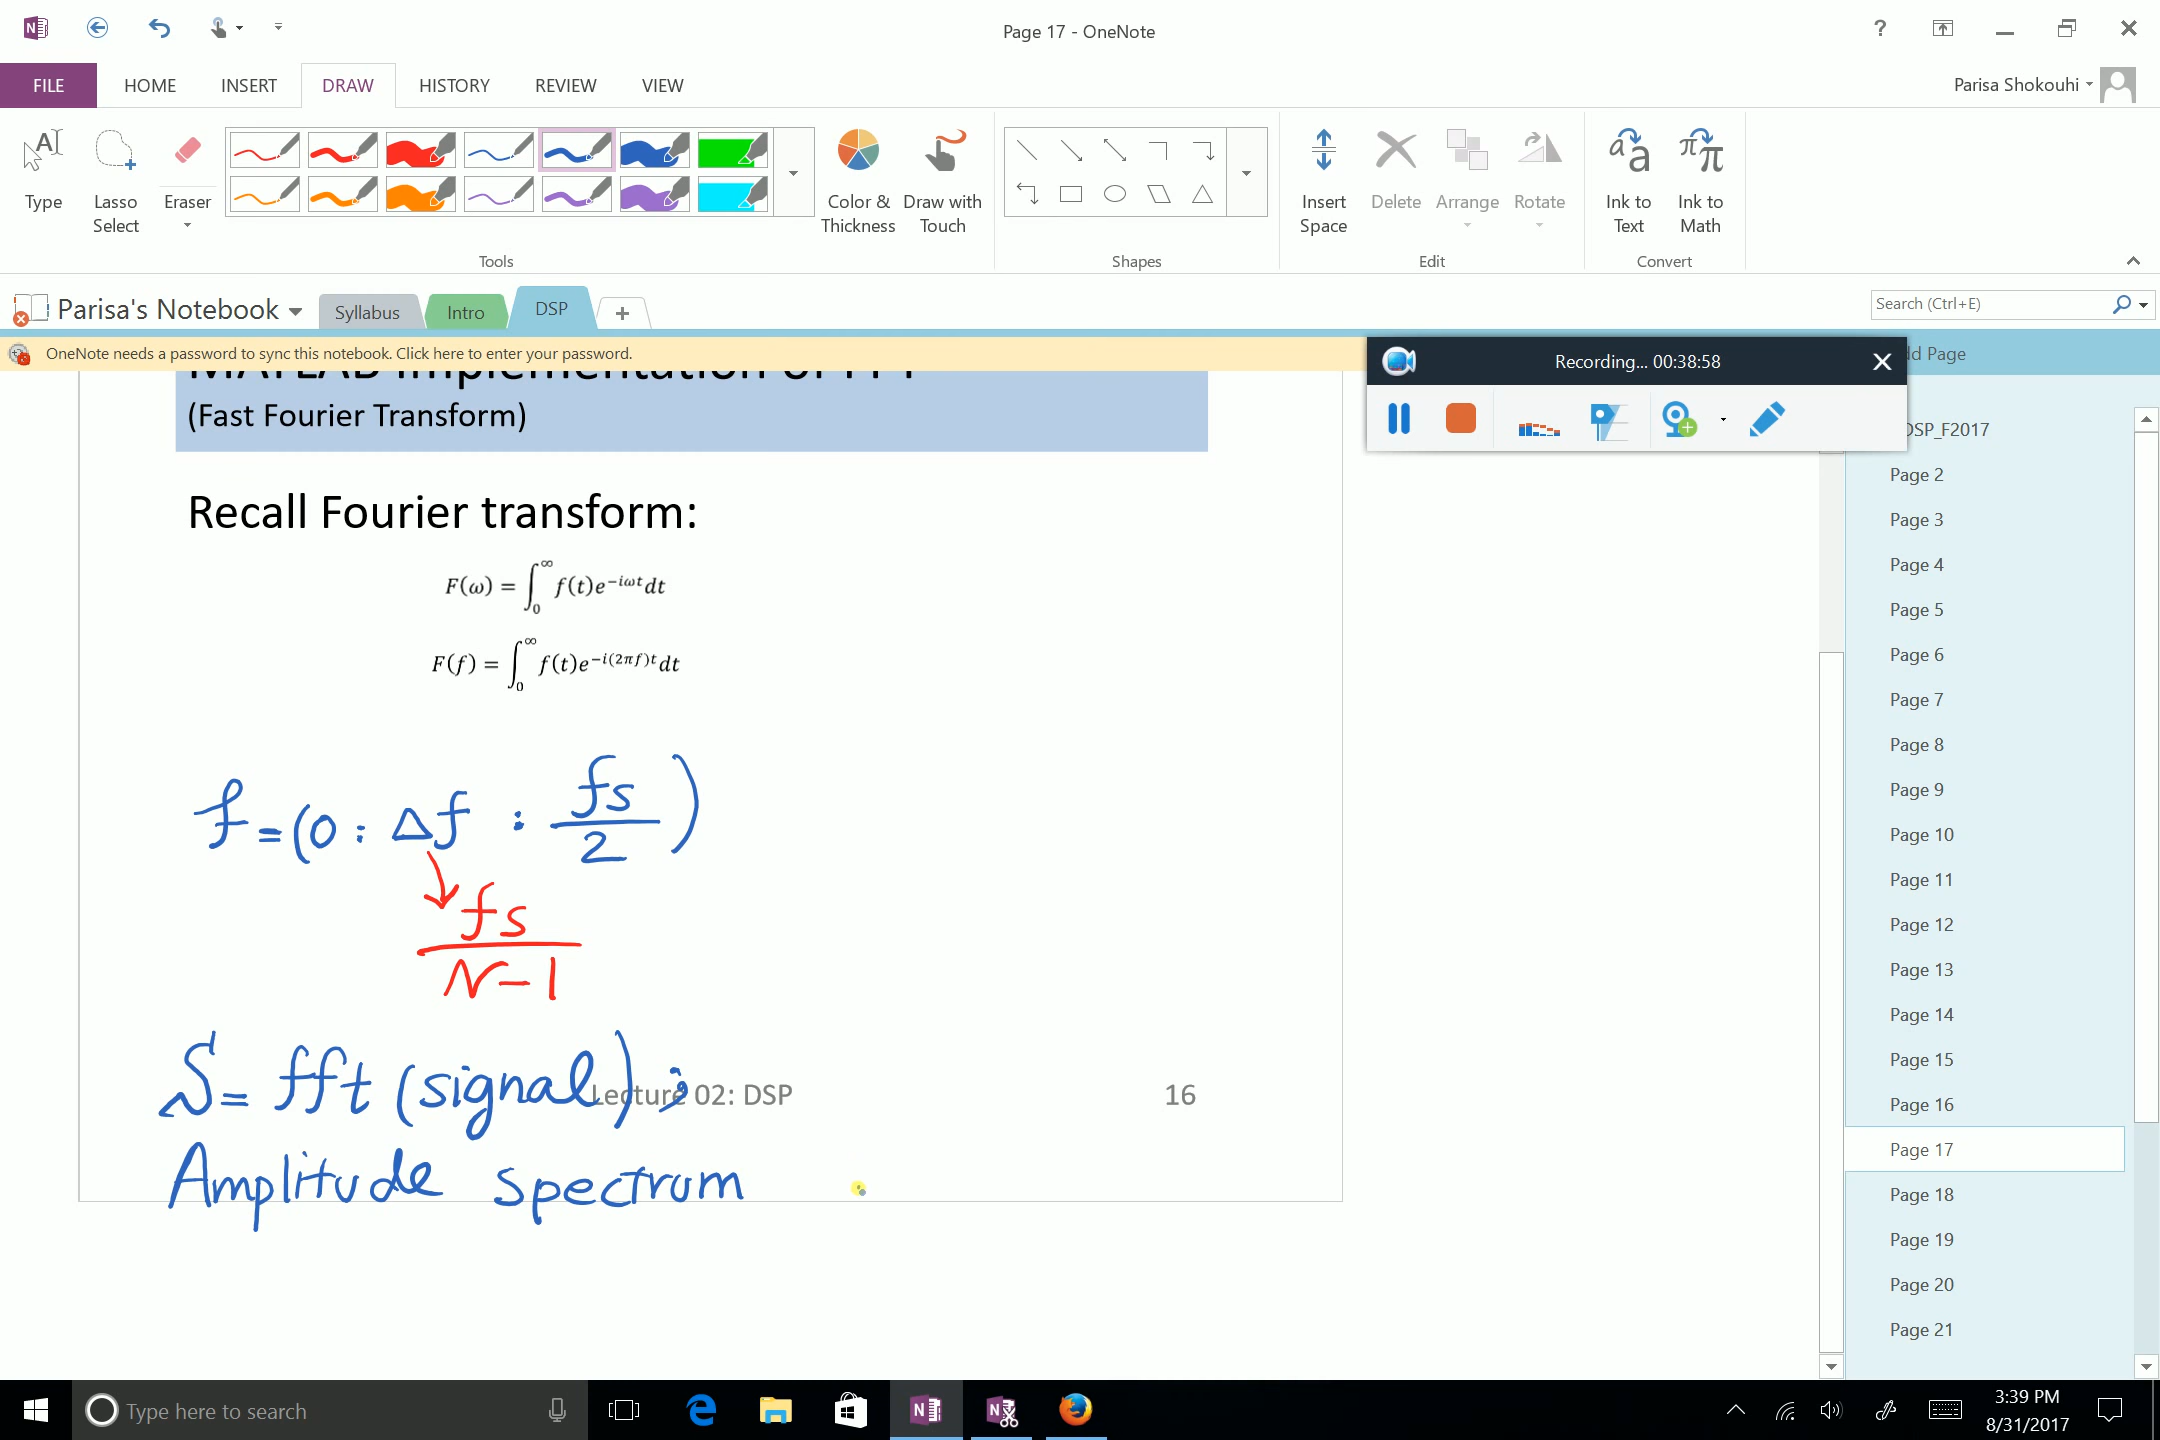 Page 17 - OneNote
?
FILE HOME INSERT DRAW HISTORY REVIEW VIEW
Parisa Shokouhi
Type
Lasso Select
Eraser
Color & Thickness
Draw with Touch
Insert Space
Delete
Arrange
Rotate
Ink to Text
Ink to Math
Tools Shapes Edit Convert
Parisa's Notebook Syllabus Intro DSP +
Search (Ctrl+E)
OneNote needs a password to sync this notebook. Click here to enter your password.
Recording... 00:38:58
dd Page
MATLAB Implementation of FFT
(Fast Fourier Transform)
Recall Fourier transform:
F(ω) = ∫₀^∞ f(t)e^{−iωt}dt
F(f) = ∫₀^∞ f(t)e^{−i(2πf)t}dt
f = (0 : Δf : fs/2)
fs
N-1
S = fft (signal) ;
Lecture 02: DSP
16
Amplitude spectrum
DSP_F2017
Page 2
Page 3
Page 4
Page 5
Page 6
Page 7
Page 8
Page 9
Page 10
Page 11
Page 12
Page 13
Page 14
Page 15
Page 16
Page 17
Page 18
Page 19
Page 20
Page 21
Type here to search
3:39 PM
8/31/2017